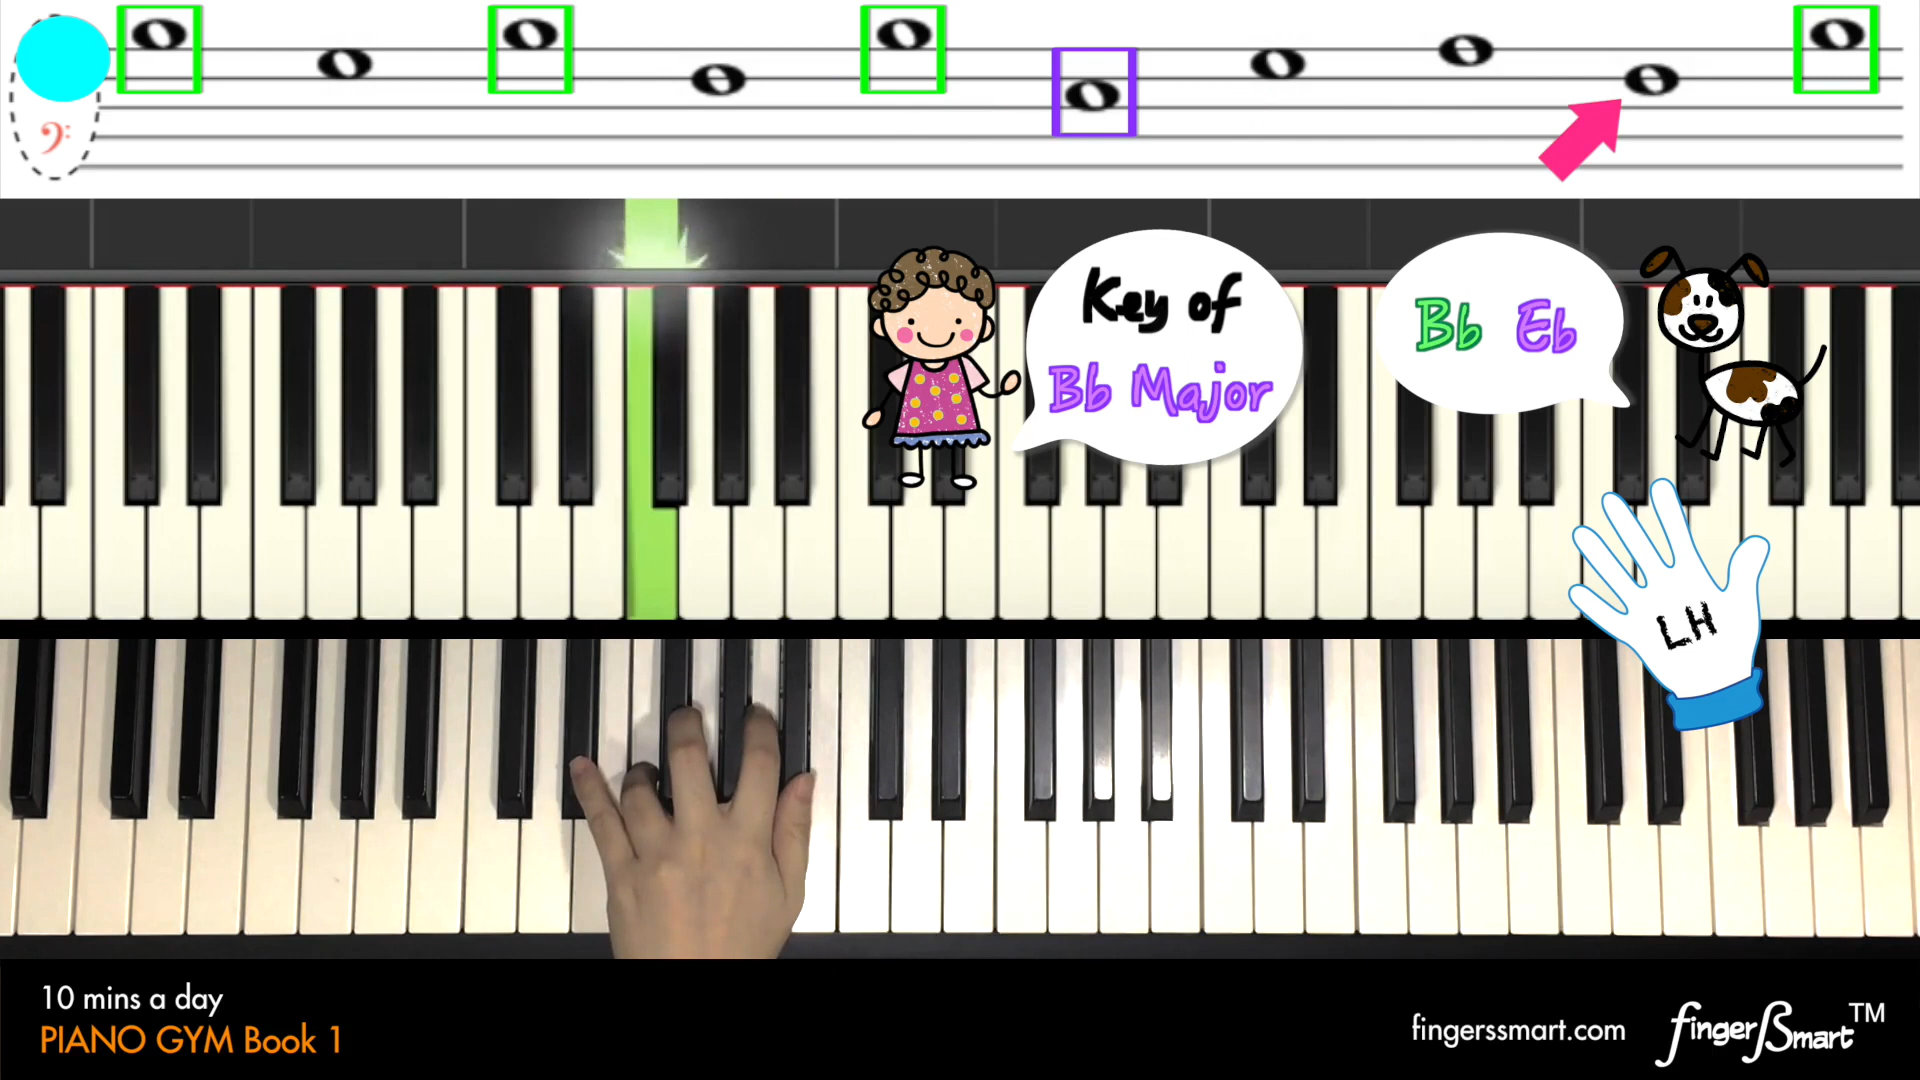 Key of
Bb Major
Bb Eb
LH
10 mins a day
PIANO GYM Book 1
fingerssmart.com
fingerSmart™